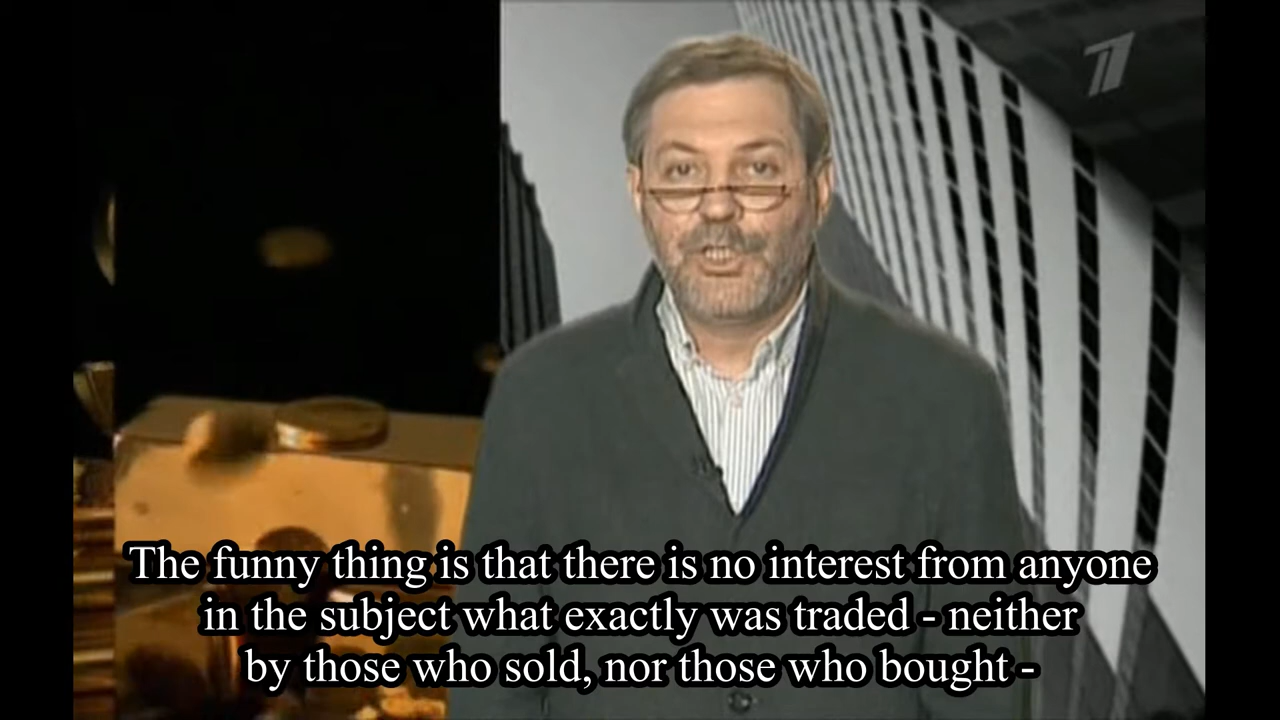 The funny thing is that there is no interest from anyone
in the subject what exactly was traded - neither
by those who sold, nor those who bought -